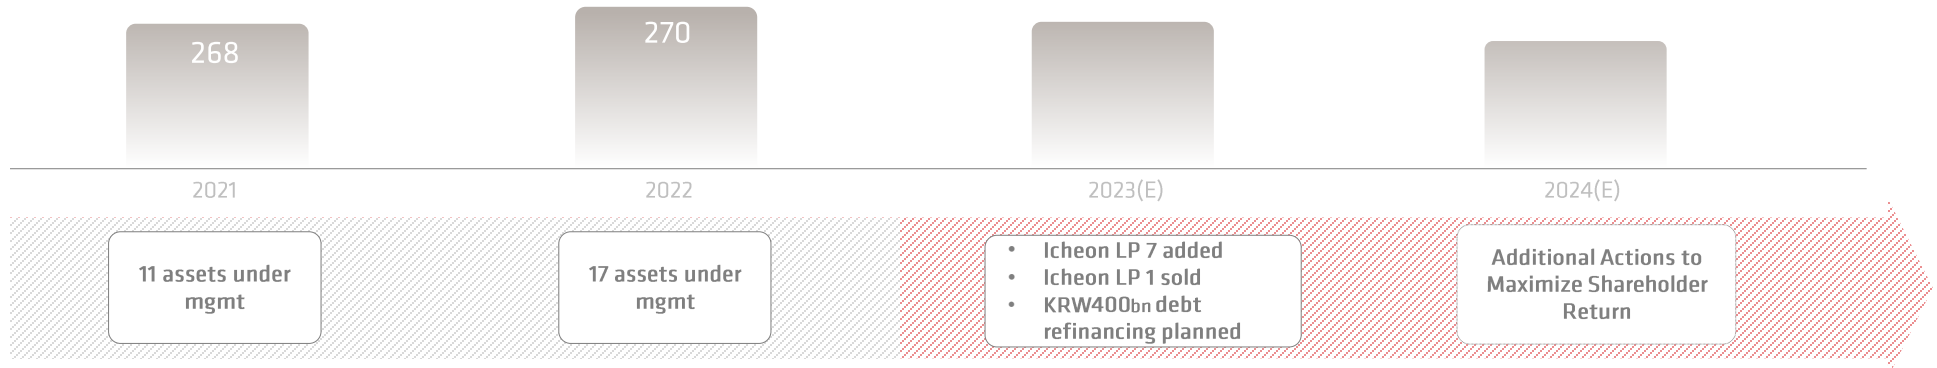 268
270
2021
2022
2023(E)
2024(E)
11 assets under
mgmt
17 assets under
mgmt
• Icheon LP 7 added
• Icheon LP 1 sold
• KRW400bn debt
refinancing planned
Additional Actions to
Maximize Shareholder
Return